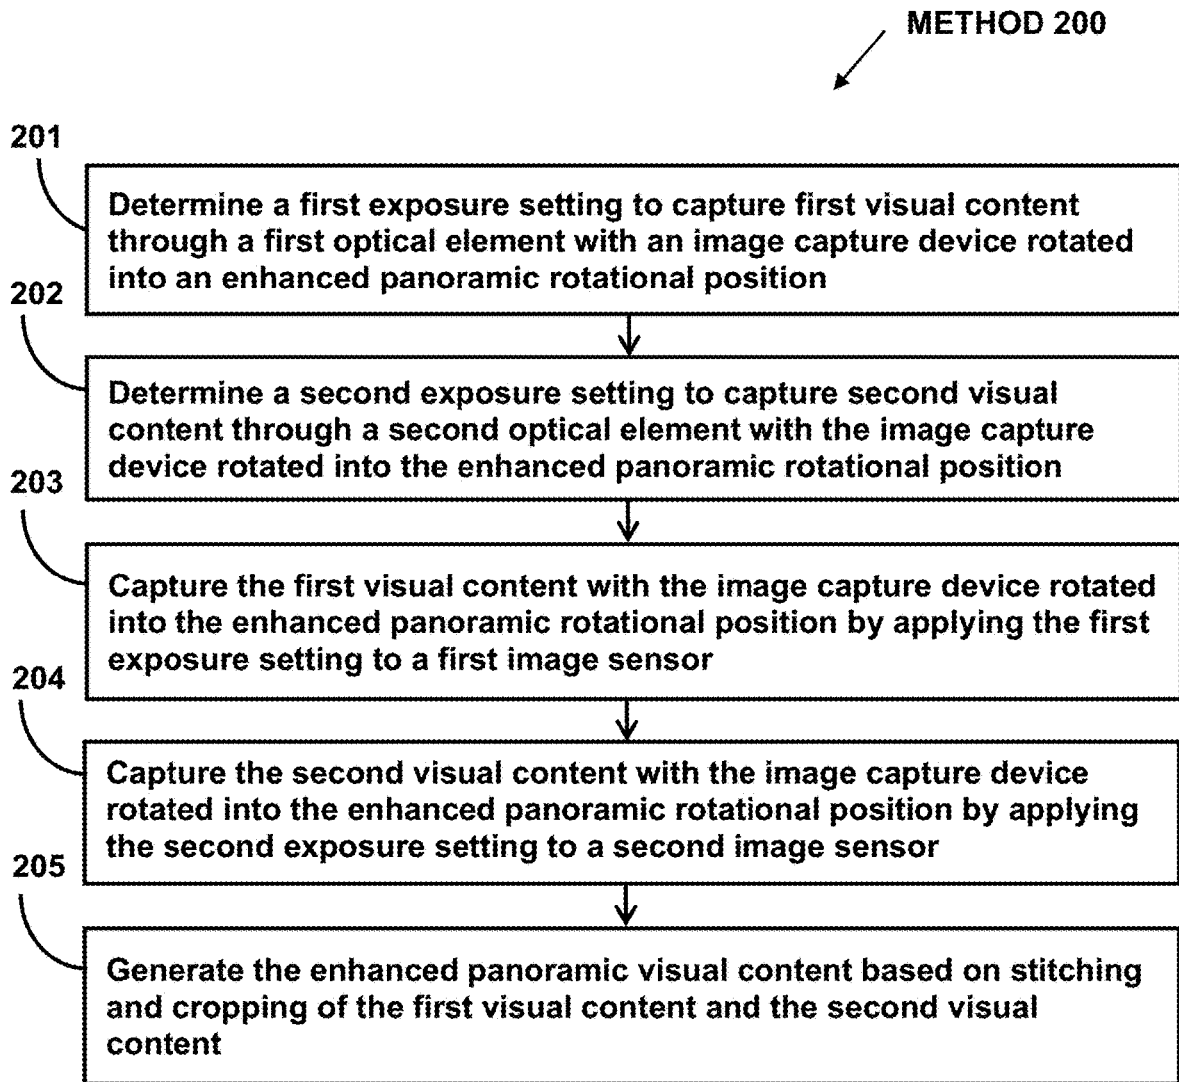 METHOD 200
201
Determine a first exposure setting to capture first visual content
through a first optical element with an image capture device rotated
into an enhanced panoramic rotational position
202
Determine a second exposure setting to capture second visual
content through a second optical element with the image capture
device rotated into the enhanced panoramic rotational position
203
Capture the first visual content with the image capture device rotated
into the enhanced panoramic rotational position by applying the first
exposure setting to a first image sensor
204
Capture the second visual content with the image capture device
rotated into the enhanced panoramic rotational position by applying
the second exposure setting to a second image sensor
205
Generate the enhanced panoramic visual content based on stitching
and cropping of the first visual content and the second visual
content